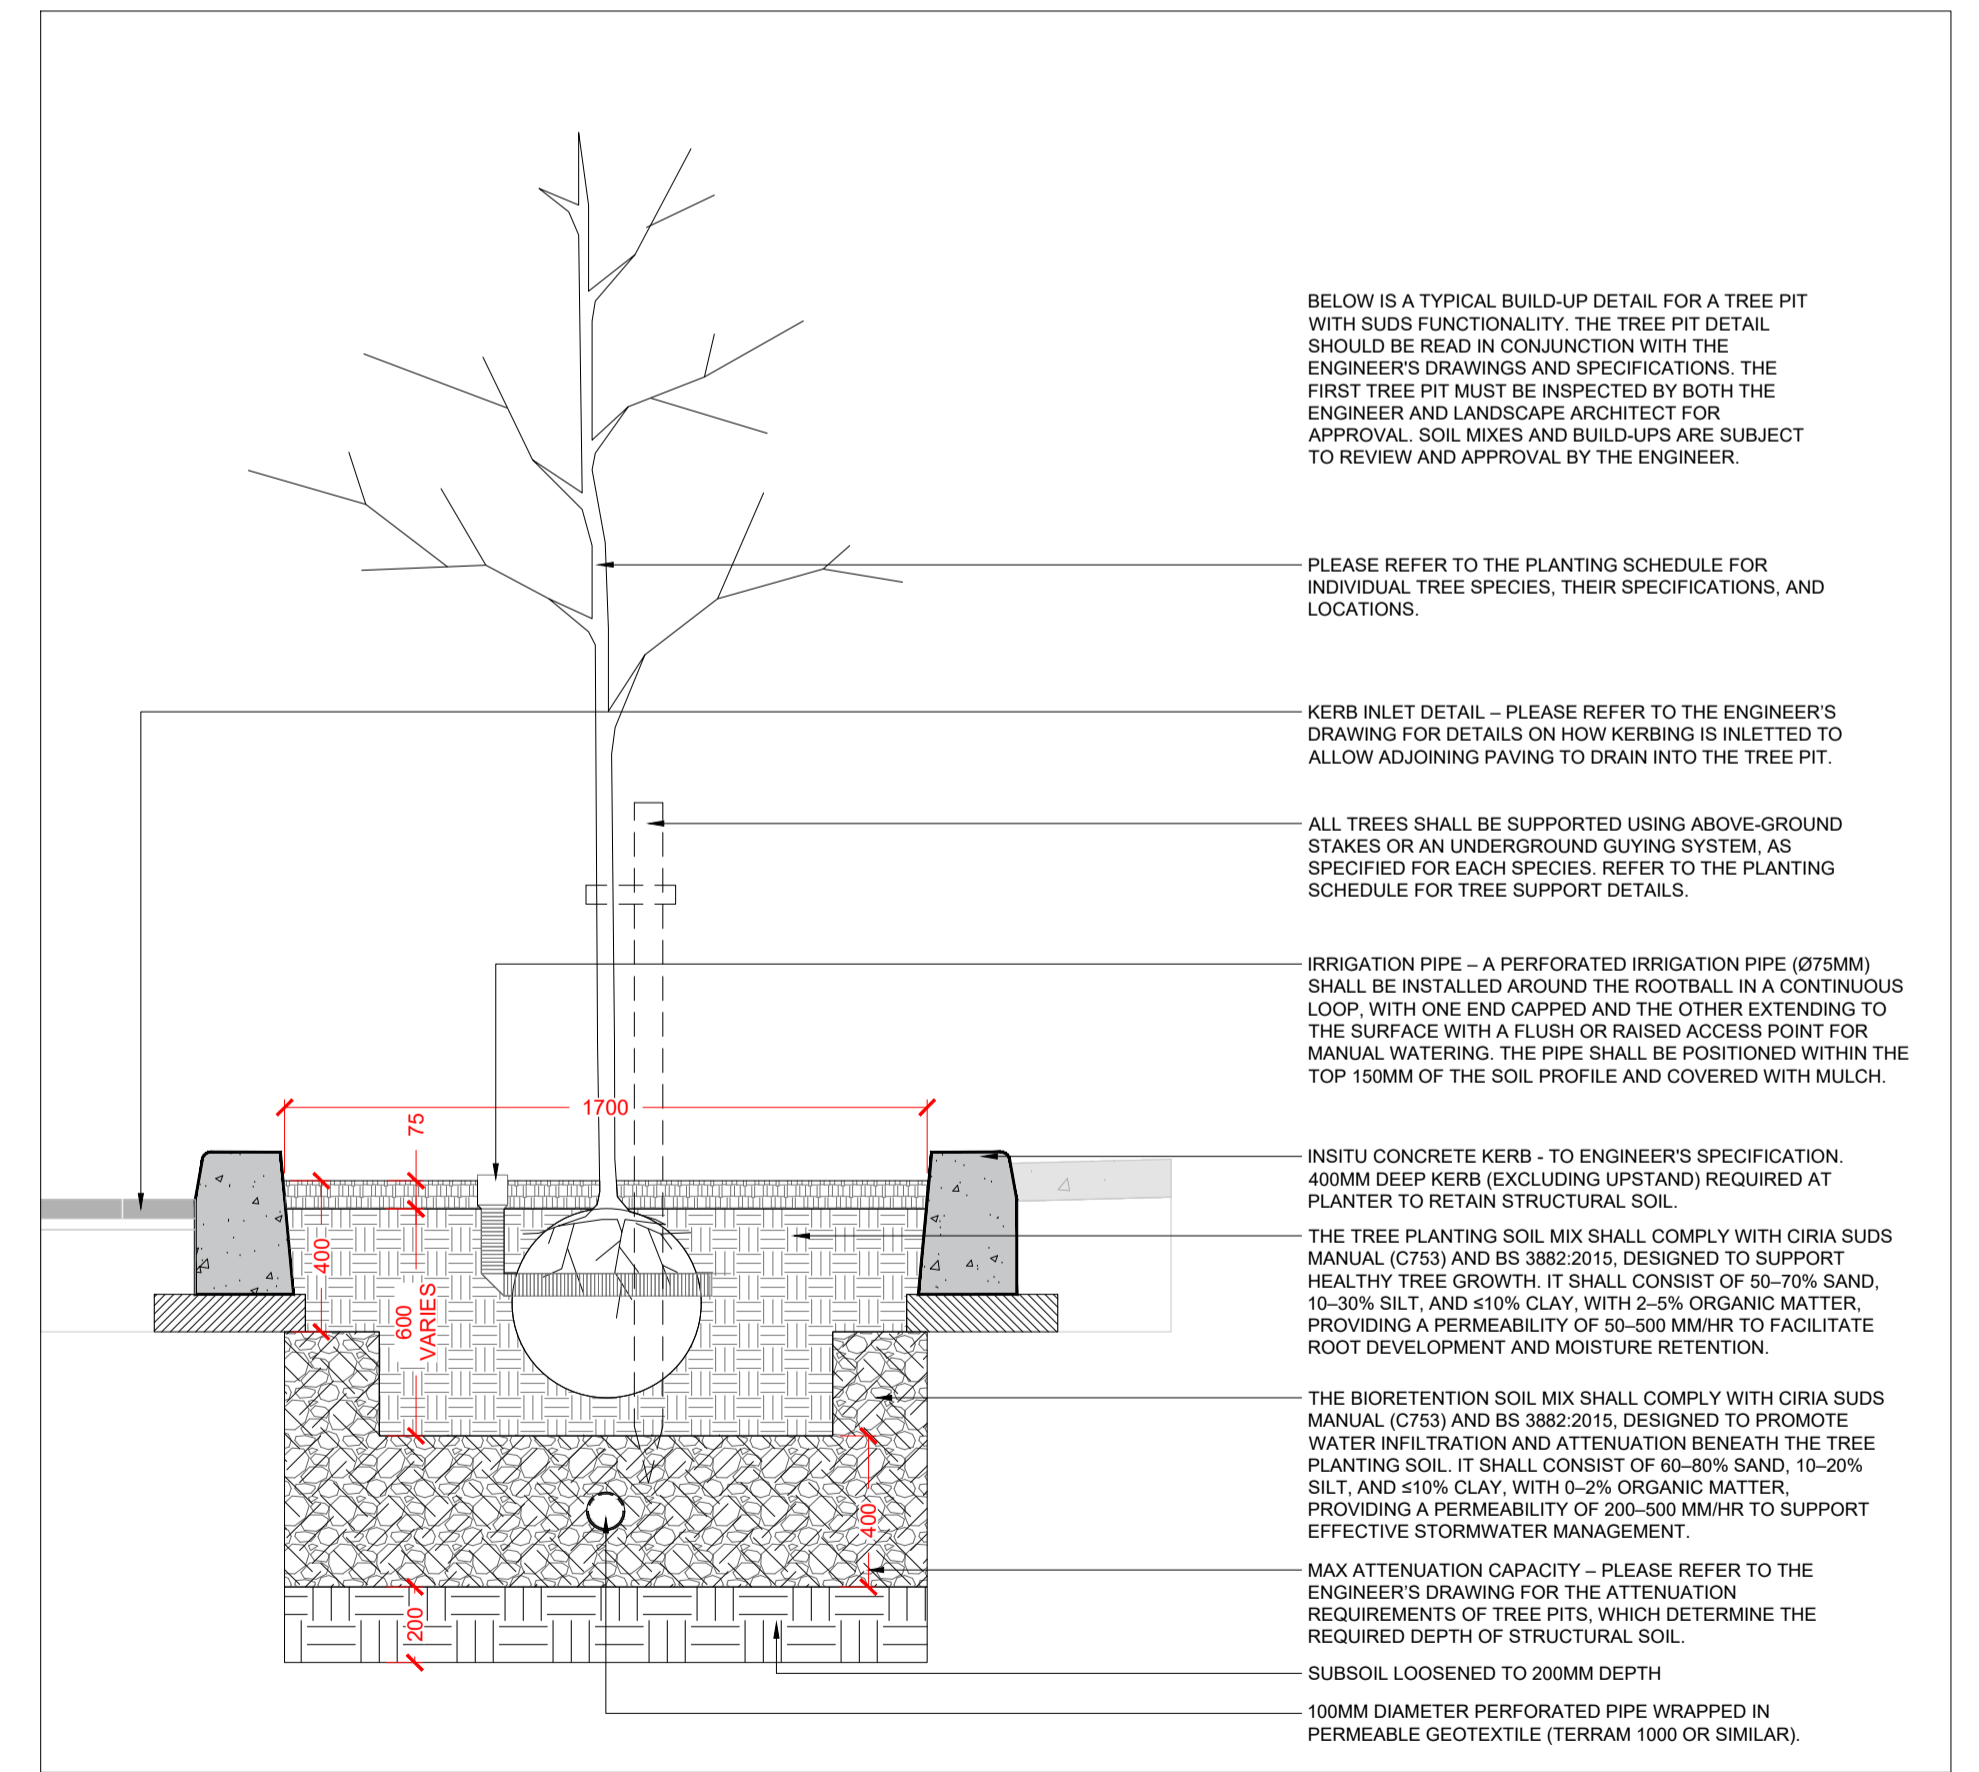 BELOW IS A TYPICAL BUILD-UP DETAIL FOR A TREE PIT
WITH SUDS FUNCTIONALITY. THE TREE PIT DETAIL
SHOULD BE READ IN CONJUNCTION WITH THE
ENGINEER'S DRAWINGS AND SPECIFICATIONS. THE
FIRST TREE PIT MUST BE INSPECTED BY BOTH THE
ENGINEER AND LANDSCAPE ARCHITECT FOR
APPROVAL. SOIL MIXES AND BUILD-UPS ARE SUBJECT
TO REVIEW AND APPROVAL BY THE ENGINEER.
PLEASE REFER TO THE PLANTING SCHEDULE FOR
INDIVIDUAL TREE SPECIES, THEIR SPECIFICATIONS, AND
LOCATIONS.
KERB INLET DETAIL – PLEASE REFER TO THE ENGINEER’S
DRAWING FOR DETAILS ON HOW KERBING IS INLETTED TO
ALLOW ADJOINING PAVING TO DRAIN INTO THE TREE PIT.
ALL TREES SHALL BE SUPPORTED USING ABOVE-GROUND
STAKES OR AN UNDERGROUND GUYING SYSTEM, AS
SPECIFIED FOR EACH SPECIES. REFER TO THE PLANTING
SCHEDULE FOR TREE SUPPORT DETAILS.
IRRIGATION PIPE – A PERFORATED IRRIGATION PIPE (Ø75MM)
SHALL BE INSTALLED AROUND THE ROOTBALL IN A CONTINUOUS
LOOP, WITH ONE END CAPPED AND THE OTHER EXTENDING TO
THE SURFACE WITH A FLUSH OR RAISED ACCESS POINT FOR
MANUAL WATERING. THE PIPE SHALL BE POSITIONED WITHIN THE
TOP 150MM OF THE SOIL PROFILE AND COVERED WITH MULCH.
INSITU CONCRETE KERB - TO ENGINEER'S SPECIFICATION.
400MM DEEP KERB (EXCLUDING UPSTAND) REQUIRED AT
PLANTER TO RETAIN STRUCTURAL SOIL.
THE TREE PLANTING SOIL MIX SHALL COMPLY WITH CIRIA SUDS
MANUAL (C753) AND BS 3882:2015, DESIGNED TO SUPPORT
HEALTHY TREE GROWTH. IT SHALL CONSIST OF 50–70% SAND,
10–30% SILT, AND ≤10% CLAY, WITH 2–5% ORGANIC MATTER,
PROVIDING A PERMEABILITY OF 50–500 MM/HR TO FACILITATE
ROOT DEVELOPMENT AND MOISTURE RETENTION.
THE BIORETENTION SOIL MIX SHALL COMPLY WITH CIRIA SUDS
MANUAL (C753) AND BS 3882:2015, DESIGNED TO PROMOTE
WATER INFILTRATION AND ATTENUATION BENEATH THE TREE
PLANTING SOIL. IT SHALL CONSIST OF 60–80% SAND, 10–20%
SILT, AND ≤10% CLAY, WITH 0–2% ORGANIC MATTER,
PROVIDING A PERMEABILITY OF 200–500 MM/HR TO SUPPORT
EFFECTIVE STORMWATER MANAGEMENT.
MAX ATTENUATION CAPACITY – PLEASE REFER TO THE
ENGINEER’S DRAWING FOR THE ATTENUATION
REQUIREMENTS OF TREE PITS, WHICH DETERMINE THE
REQUIRED DEPTH OF STRUCTURAL SOIL.
SUBSOIL LOOSENED TO 200MM DEPTH
100MM DIAMETER PERFORATED PIPE WRAPPED IN
PERMEABLE GEOTEXTILE (TERRAM 1000 OR SIMILAR).
1700
75
400
600
VARIES
400
200